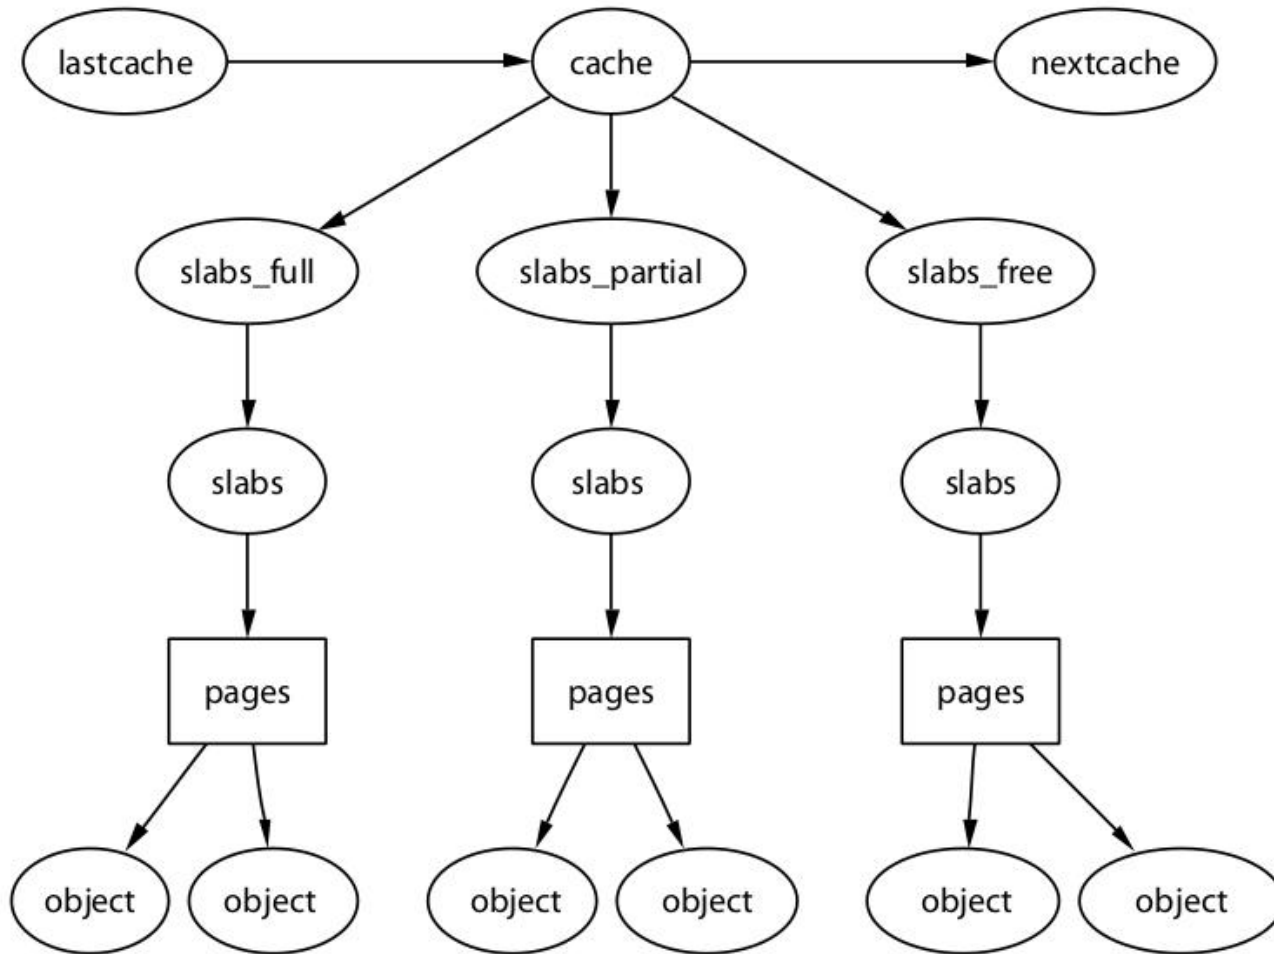 lastcache cache nextcache
slabs_full slabs_partial slabs_free
slabs slabs slabs
pages pages pages
object object object object object object